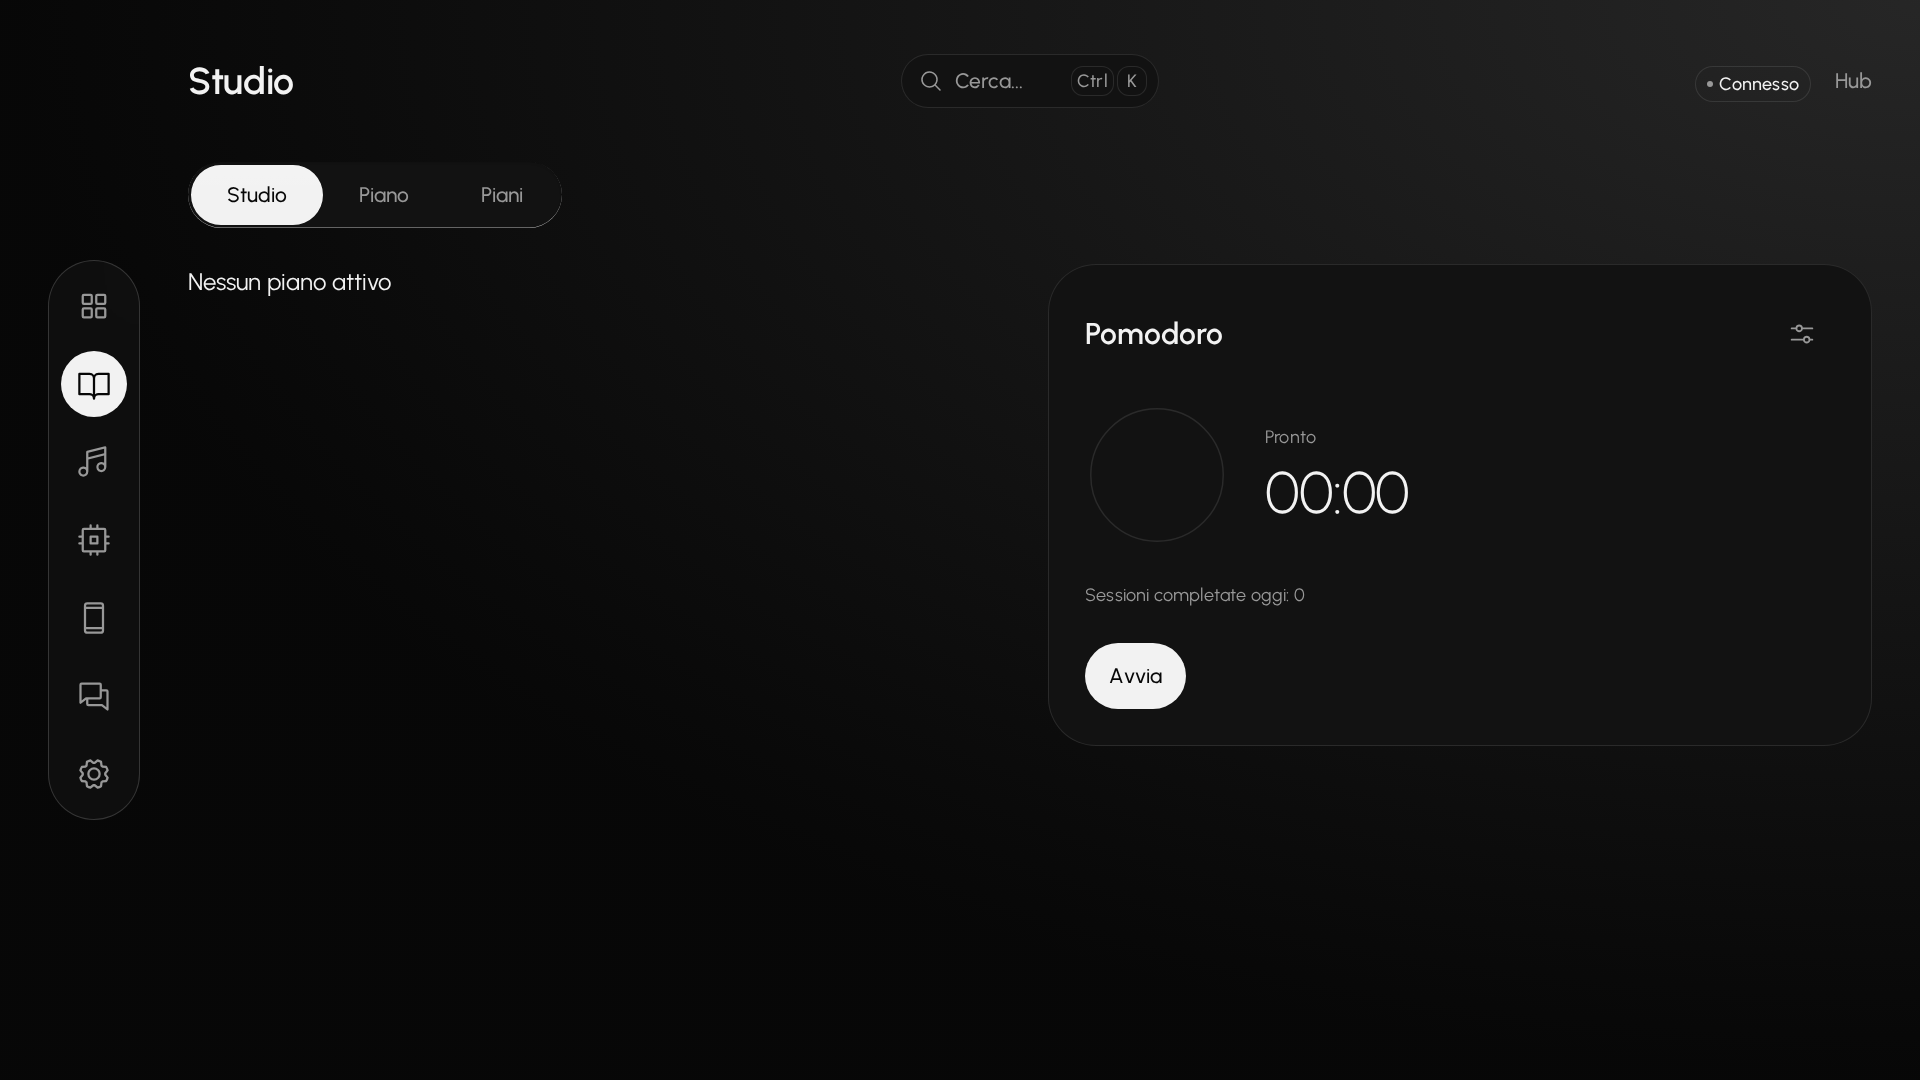 Studio
Cerca...
Ctrl
K
Connesso
Hub
Studio
Piano
Piani
Nessun piano attivo
Pomodoro
Pronto
00:00
Sessioni completate oggi: 0
Avvia